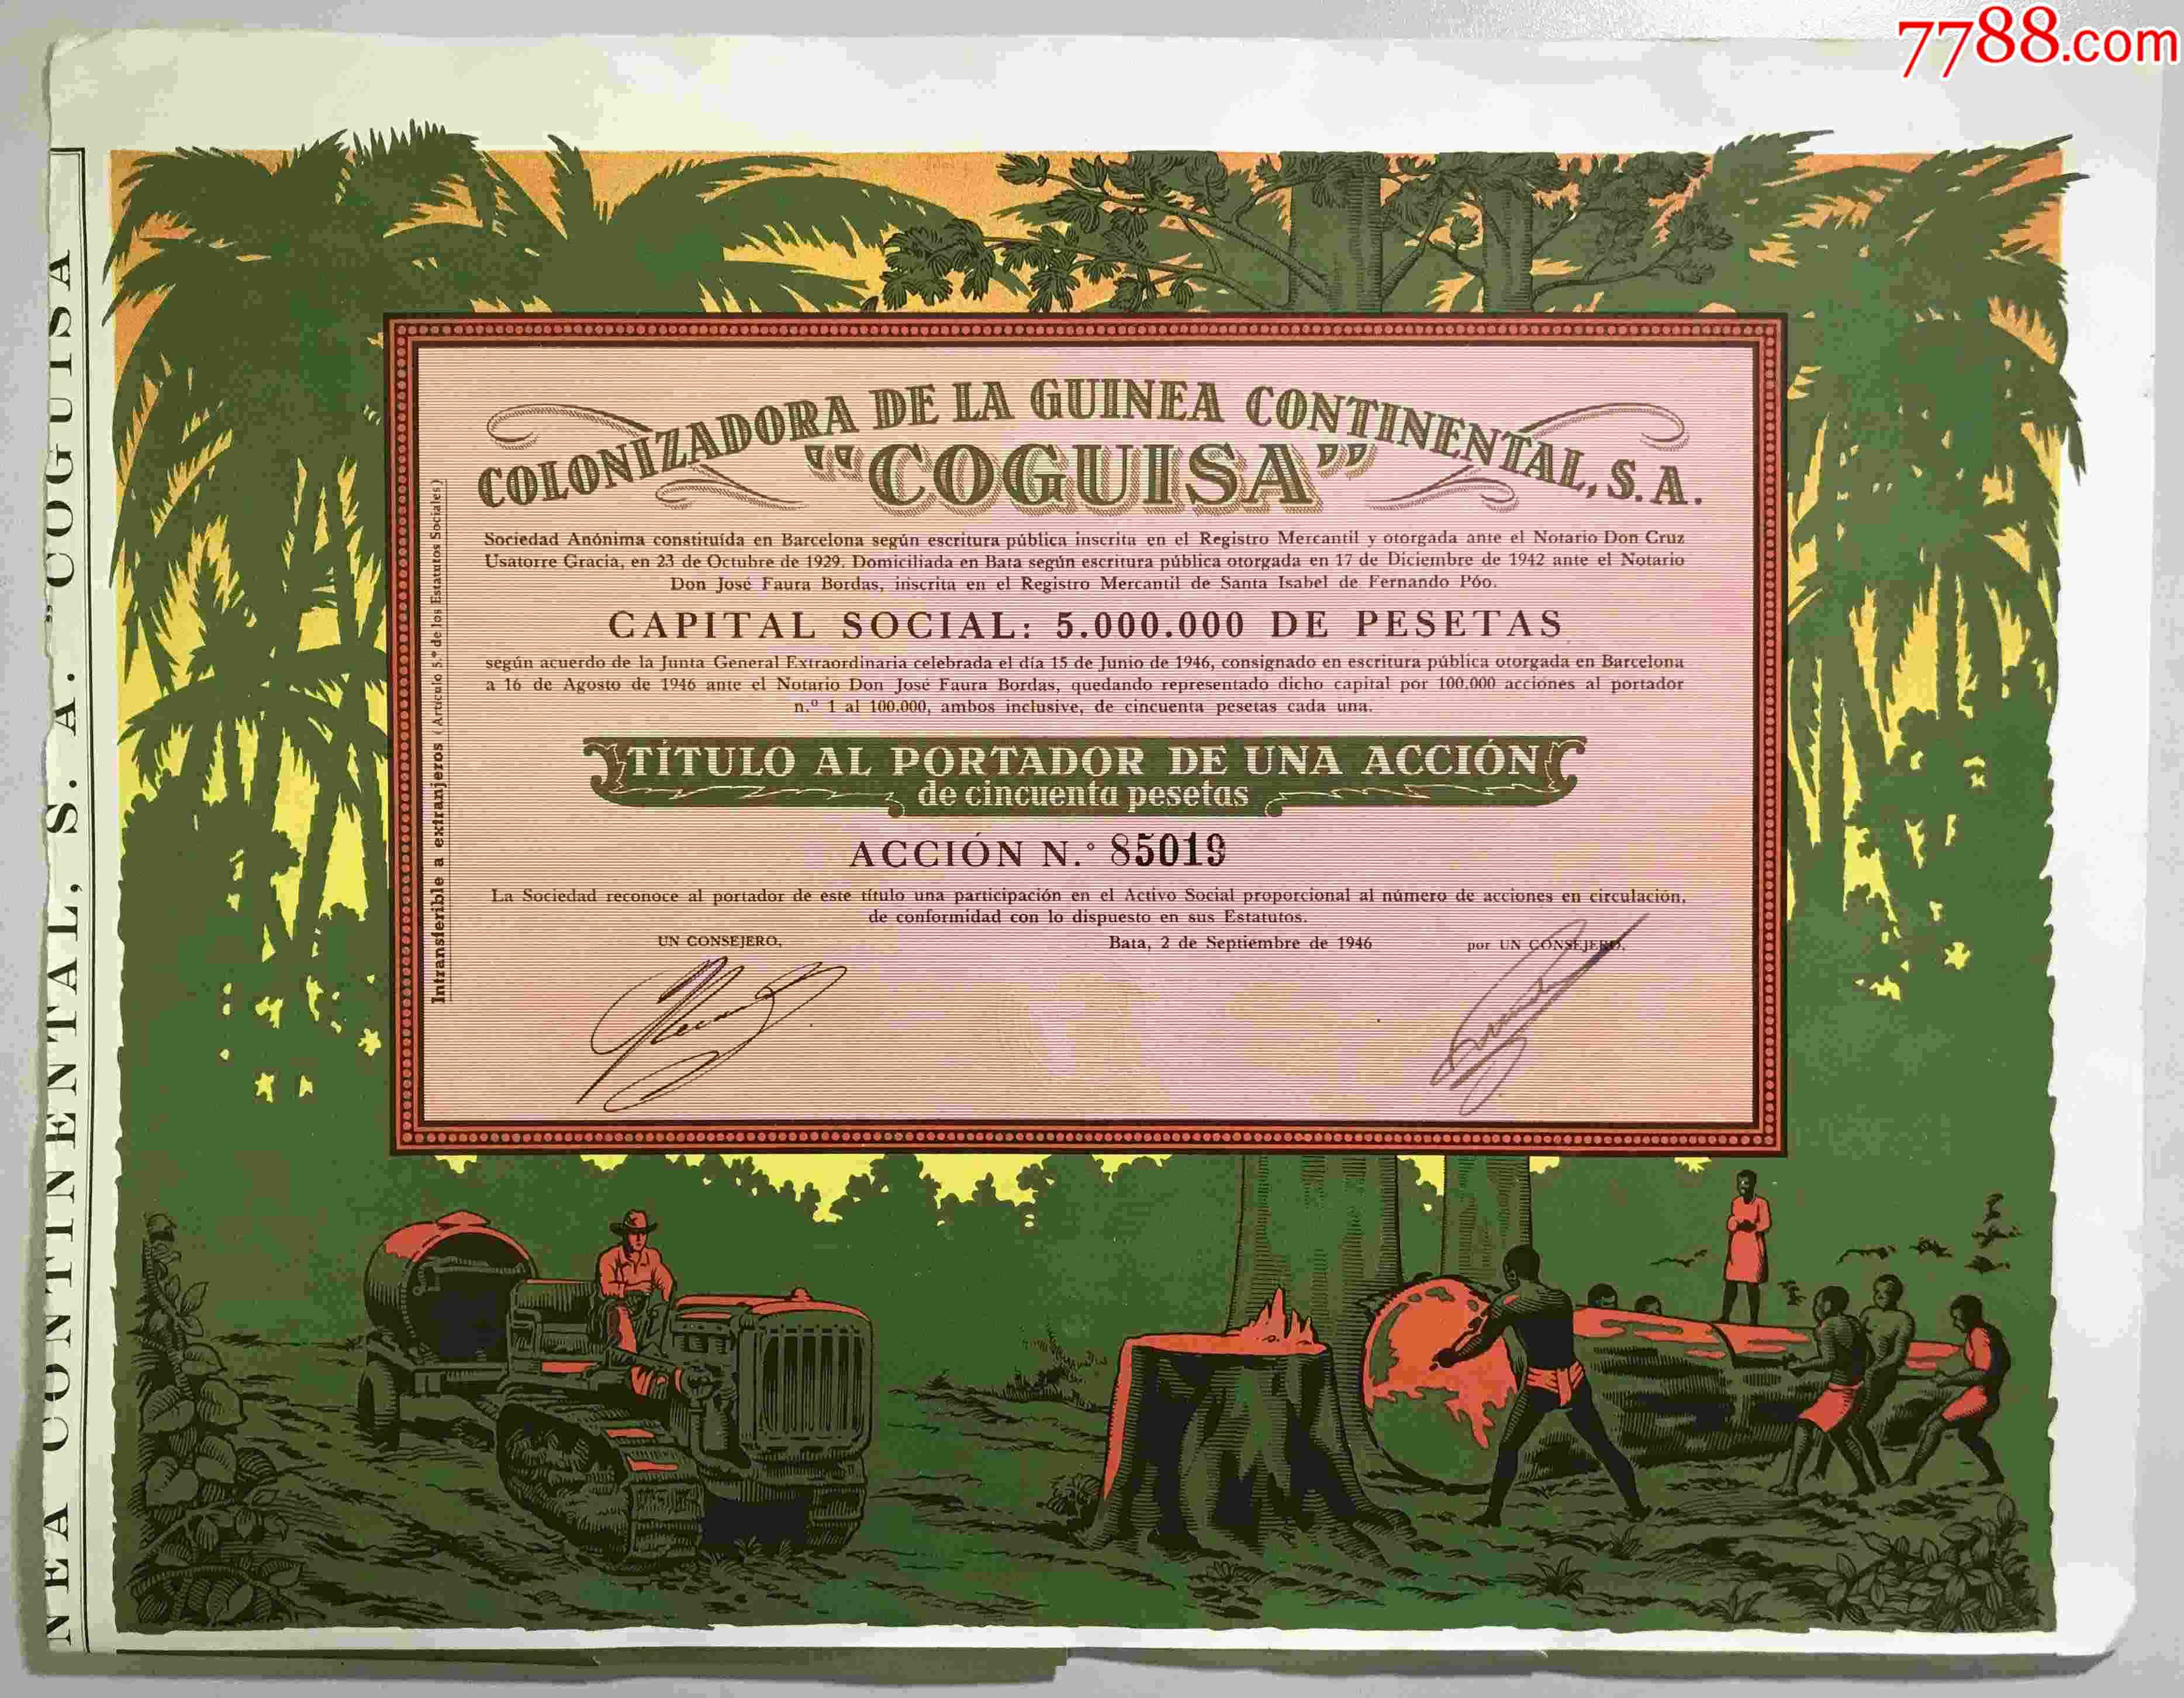 7788.com
NEA CONTINENTAL, S. A. "COGUISA
COLONIZADORA DE LA GUINEA CONTINENTAL, S.A.
"COGUISA"
Sociedad Anónima constituída en Barcelona según escritura pública inscrita en el Registro Mercantil y otorgada ante el Notario Don Cruz
Usatorre Gracia, en 23 de Octubre de 1929. Domiciliada en Bata según escritura pública otorgada en 17 de Diciembre de 1942 ante el Notario
Don José Faura Bordas, inscrita en el Registro Mercantil de Santa Isabel de Fernando Póo.
CAPITAL SOCIAL: 5.000.000 DE PESETAS
según acuerdo de la Junta General Extraordinaria celebrada el día 15 de Junio de 1946, consignado en escritura pública otorgada en Barcelona
a 16 de Agosto de 1946 ante el Notario Don José Faura Bordas, quedando representado dicho capital por 100.000 acciones al portador
n.º 1 al 100.000, ambos inclusive, de cincuenta pesetas cada una.
TÍTULO AL PORTADOR DE UNA ACCIÓN
de cincuenta pesetas
ACCIÓN N.º 85019
La Sociedad reconoce al portador de este título una participación en el Activo Social proporcional al número de acciones en circulación,
de conformidad con lo dispuesto en sus Estatutos.
UN CONSEJERO,
Bata, 2 de Septiembre de 1946
por UN CONSEJERO,
Intransferible a extranjeros (Artículo 5.º de los Estatutos Sociales)